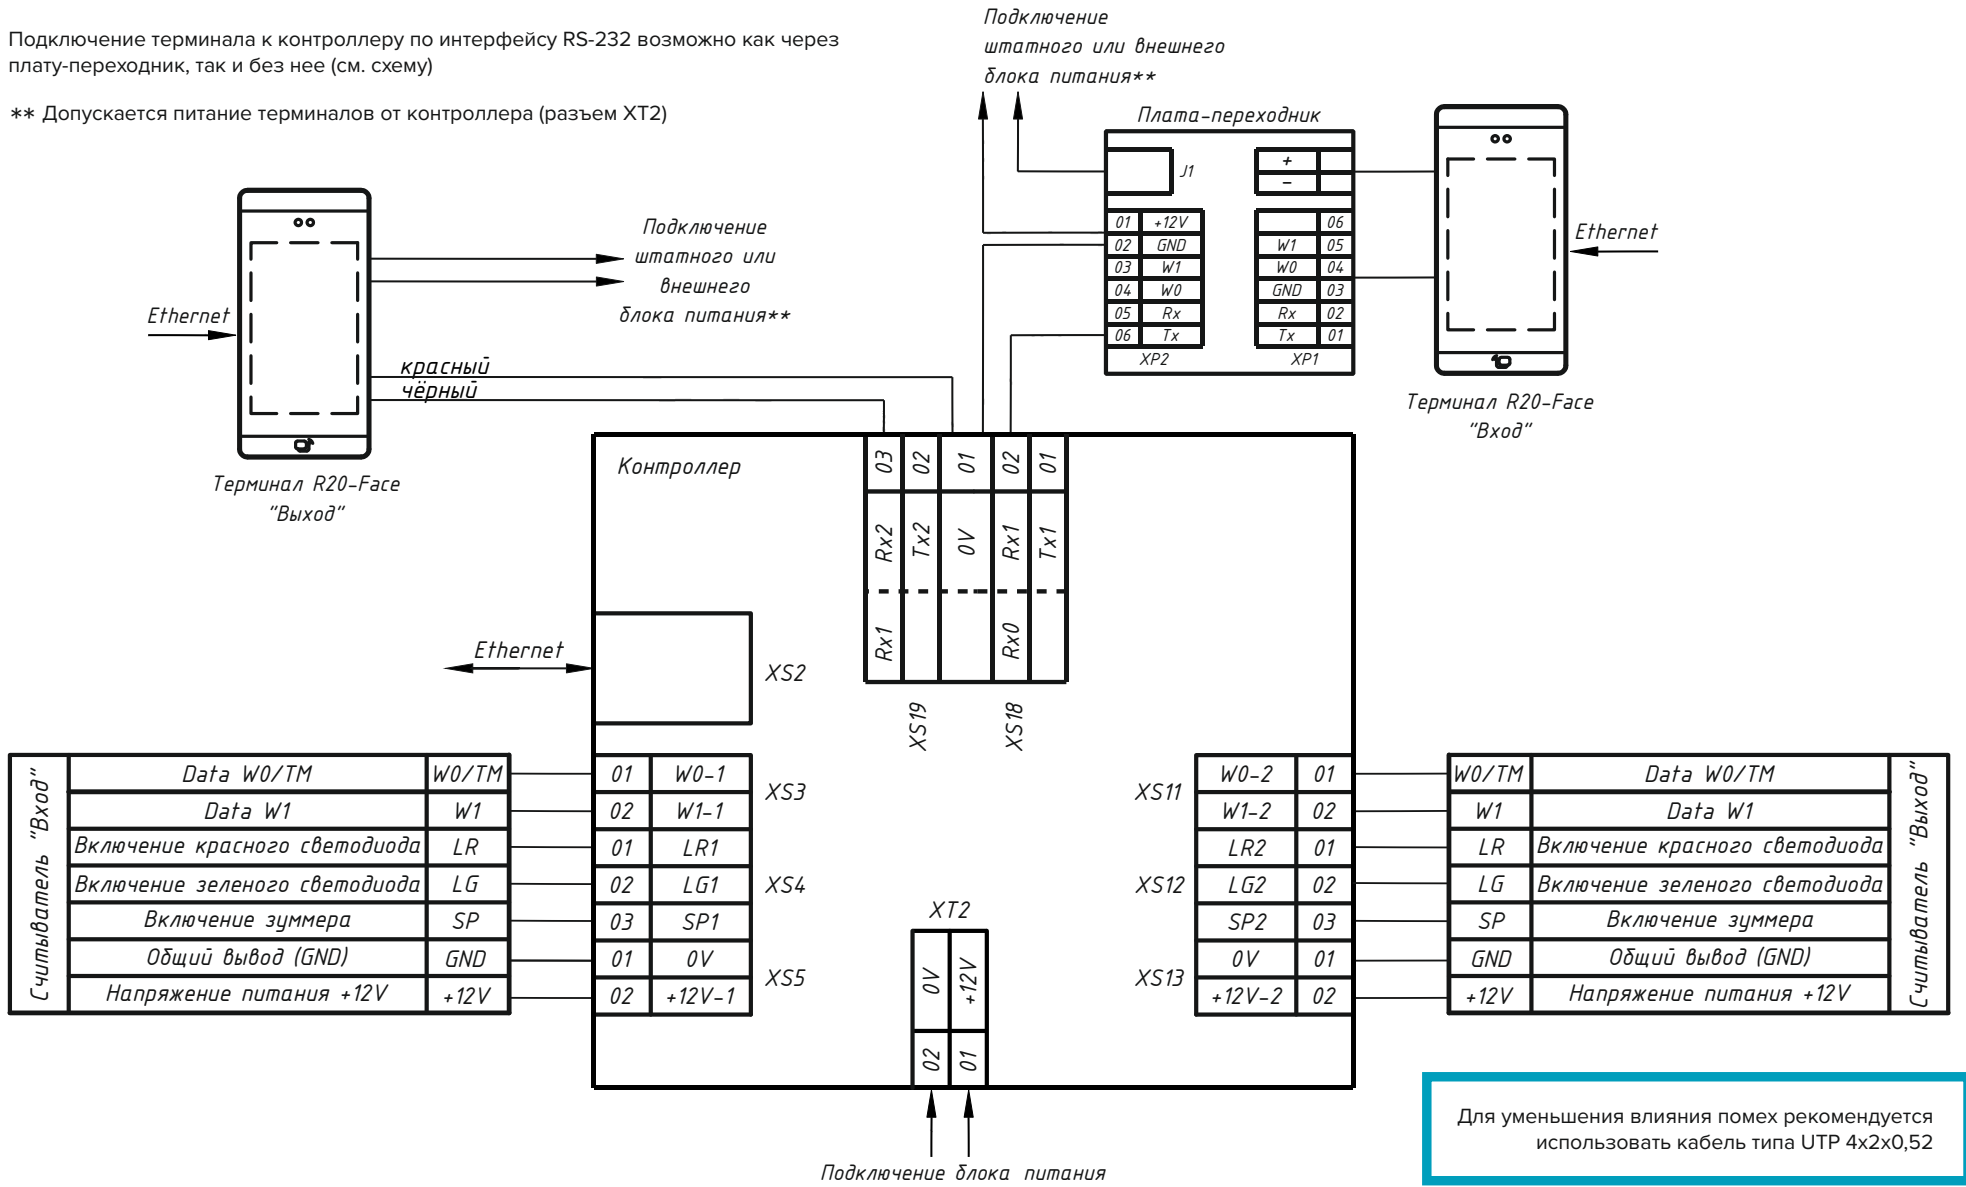 Подключение терминала к контроллеру по интерфейсу RS-232 возможно как через
плату-переходник, так и без нее (см. схему)
** Допускается питание терминалов от контроллера (разъем XT2)
Подключение
штатного или внешнего
блока питания**
Плата-переходник
J1
+
-
01 +12V
02 GND
03 W1
04 W0
05 Rx
06 Tx
XP2
06
W1 05
W0 04
GND 03
Rx 02
Tx 01
XP1
Ethernet
Терминал R20-Face
"Вход"
Подключение
штатного или
внешнего
блока питания**
Ethernet
красный
чёрный
Терминал R20-Face
"Выход"
Контроллер
03 02 01 02 01
Rx2 Tx2 0V Rx1 Tx1
Rx1 Rx0
XS19 XS18
Ethernet
XS2
Считыватель "Вход"
Data W0/TM W0/TM 01 W0-1
Data W1 W1 02 W1-1
XS3
Включение красного светодиода LR 01 LR1
Включение зеленого светодиода LG 02 LG1
Включение зуммера SP 03 SP1
XS4
Общий вывод (GND) GND 01 0V
Напряжение питания +12V +12V 02 +12V-1
XS5
XS11
W0-2 01 W0/TM Data W0/TM
W1-2 02 W1 Data W1
XS12
LR2 01 LR Включение красного светодиода
LG2 02 LG Включение зеленого светодиода
SP2 03 SP Включение зуммера
XS13
0V 01 GND Общий вывод (GND)
+12V-2 02 +12V Напряжение питания +12V
Считыватель "Выход"
XT2
0V +12V
02 01
Подключение блока питания
Для уменьшения влияния помех рекомендуется
использовать кабель типа UTP 4x2x0,52